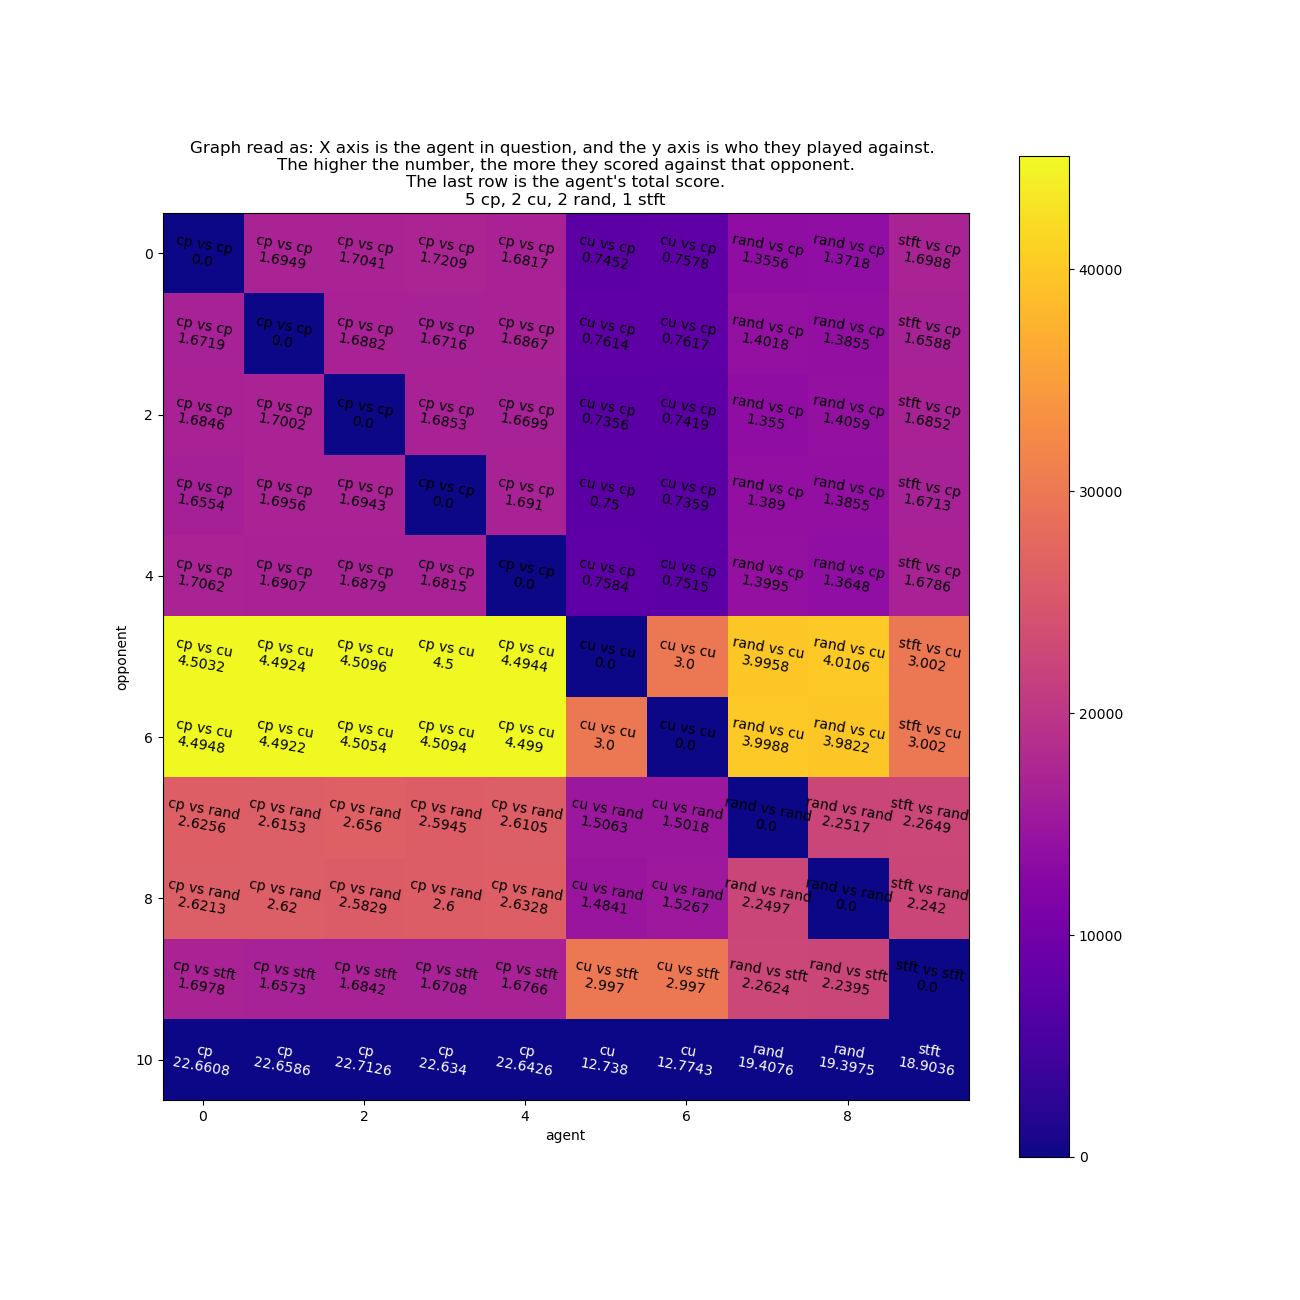 Graph read as: X axis is the agent in question, and the y axis is who they played against.
The higher the number, the more they scored against that opponent.
The last row is the agent's total score.
5 cp, 2 cu, 2 rand, 1 stft
0
cp vs cp cp vs cp cp vs cp cp vs cp cp vs cp cu vs cp cu vs cp rand vs cp rand vs cp stft vs cp
0.0 1.6949 1.7041 1.7209 1.6817 0.7452 0.7578 1.3556 1.3718 1.6988
cp vs cp cp vs cp cp vs cp cp vs cp cp vs cp cu vs cp cu vs cp rand vs cp rand vs cp stft vs cp
1.6719 0.0 1.6882 1.6716 1.6867 0.7614 0.7617 1.4018 1.3855 1.6588
2
cp vs cp cp vs cp cp vs cp cp vs cp cp vs cp cu vs cp cu vs cp rand vs cp rand vs cp stft vs cp
1.6846 1.7002 0.0 1.6853 1.6699 0.7356 0.7419 1.355 1.4059 1.6852
cp vs cp cp vs cp cp vs cp cp vs cp cp vs cp cu vs cp cu vs cp rand vs cp rand vs cp stft vs cp
1.6554 1.6956 1.6943 0.0 1.691 0.75 0.7359 1.389 1.3855 1.6713
4
cp vs cp cp vs cp cp vs cp cp vs cp cp vs cp cu vs cp cu vs cp rand vs cp rand vs cp stft vs cp
1.7062 1.6907 1.6879 1.6815 0.0 0.7584 0.7515 1.3995 1.3648 1.6786
cp vs cu cp vs cu cp vs cu cp vs cu cp vs cu cu vs cu cu vs cu rand vs cu rand vs cu stft vs cu
4.5032 4.4924 4.5096 4.5 4.4944 0.0 3.0 3.9958 4.0106 3.002
6
cp vs cu cp vs cu cp vs cu cp vs cu cp vs cu cu vs cu cu vs cu rand vs cu rand vs cu stft vs cu
4.4948 4.4922 4.5054 4.5094 4.499 3.0 0.0 3.9988 3.9822 3.002
cp vs rand cp vs rand cp vs rand cp vs rand cp vs rand cu vs rand cu vs rand rand vs rand rand vs rand stft vs rand
2.6256 2.6153 2.656 2.5945 2.6105 1.5063 1.5018 0.0 2.2517 2.2649
8
cp vs rand cp vs rand cp vs rand cp vs rand cp vs rand cu vs rand cu vs rand rand vs rand rand vs rand stft vs rand
2.6213 2.62 2.5829 2.6 2.6328 1.4841 1.5267 2.2497 0.0 2.242
cp vs stft cp vs stft cp vs stft cp vs stft cp vs stft cu vs stft cu vs stft rand vs stft rand vs stft stft vs stft
1.6978 1.6573 1.6842 1.6708 1.6766 2.997 2.997 2.2624 2.2395 0.0
10
cp cp cp cp cp cu cu rand rand stft
22.6608 22.6586 22.7126 22.634 22.6426 12.738 12.7743 19.4076 19.3975 18.9036
0 2 4 6 8
agent
opponent
40000
30000
20000
10000
0